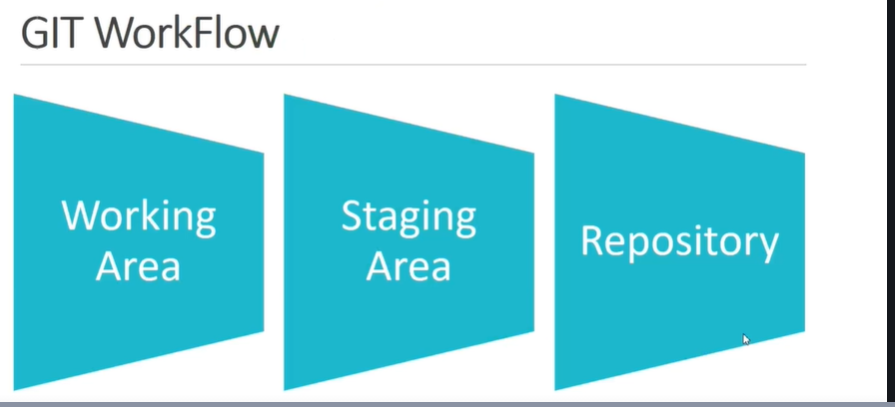 GIT WorkFlow
Working
Area
Staging
Area
Repository